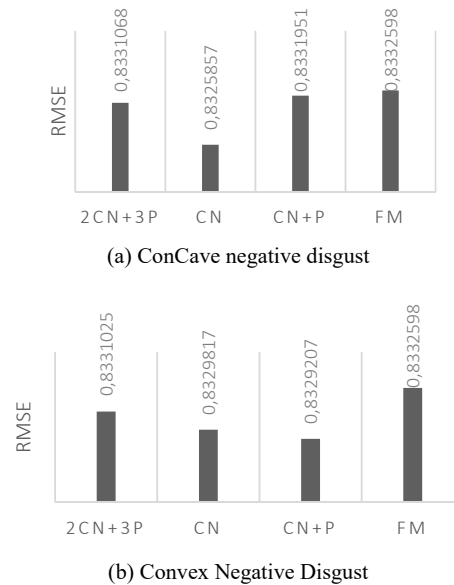 0,8331068
0,8325857
0,8331951
0,8332598
RMSE
2CN+3P CN CN+P FM
(a) ConCave negative disgust
0,8331025
0,8329817
0,8329207
0,8332598
RMSE
2CN+3P CN CN+P FM
(b) Convex Negative Disgust